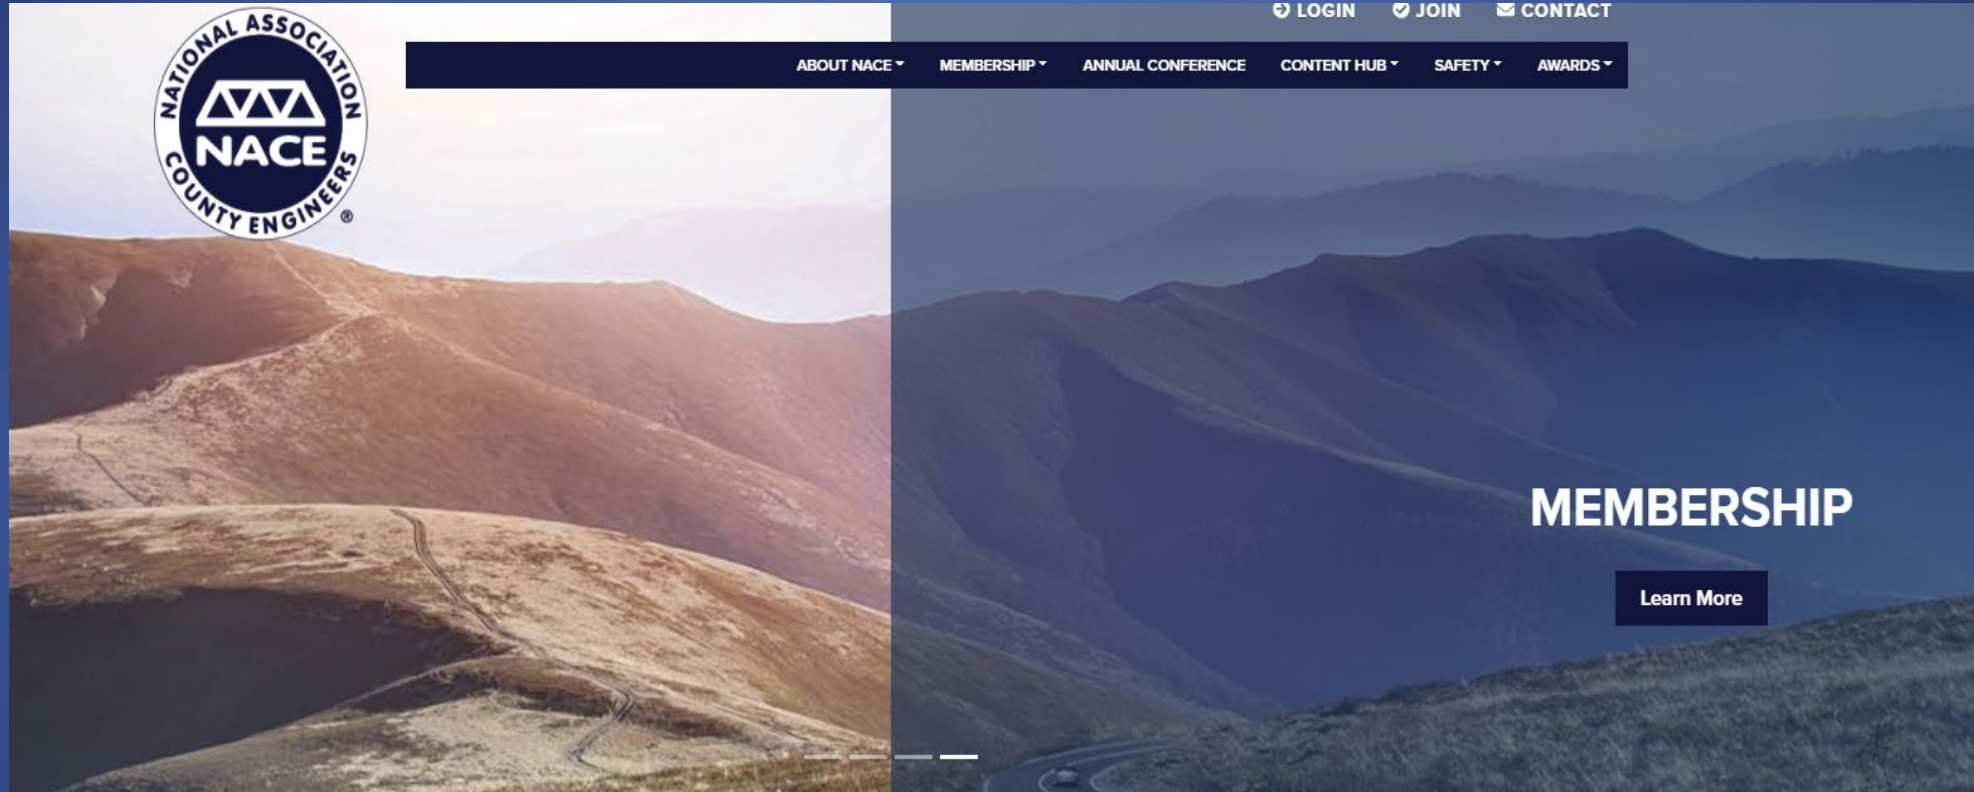 LOGIN JOIN CONTACT
NATIONAL ASSOCIATION
NACE
COUNTY ENGINEERS ®
ABOUT NACE MEMBERSHIP ANNUAL CONFERENCE CONTENT HUB SAFETY AWARDS
MEMBERSHIP
Learn More